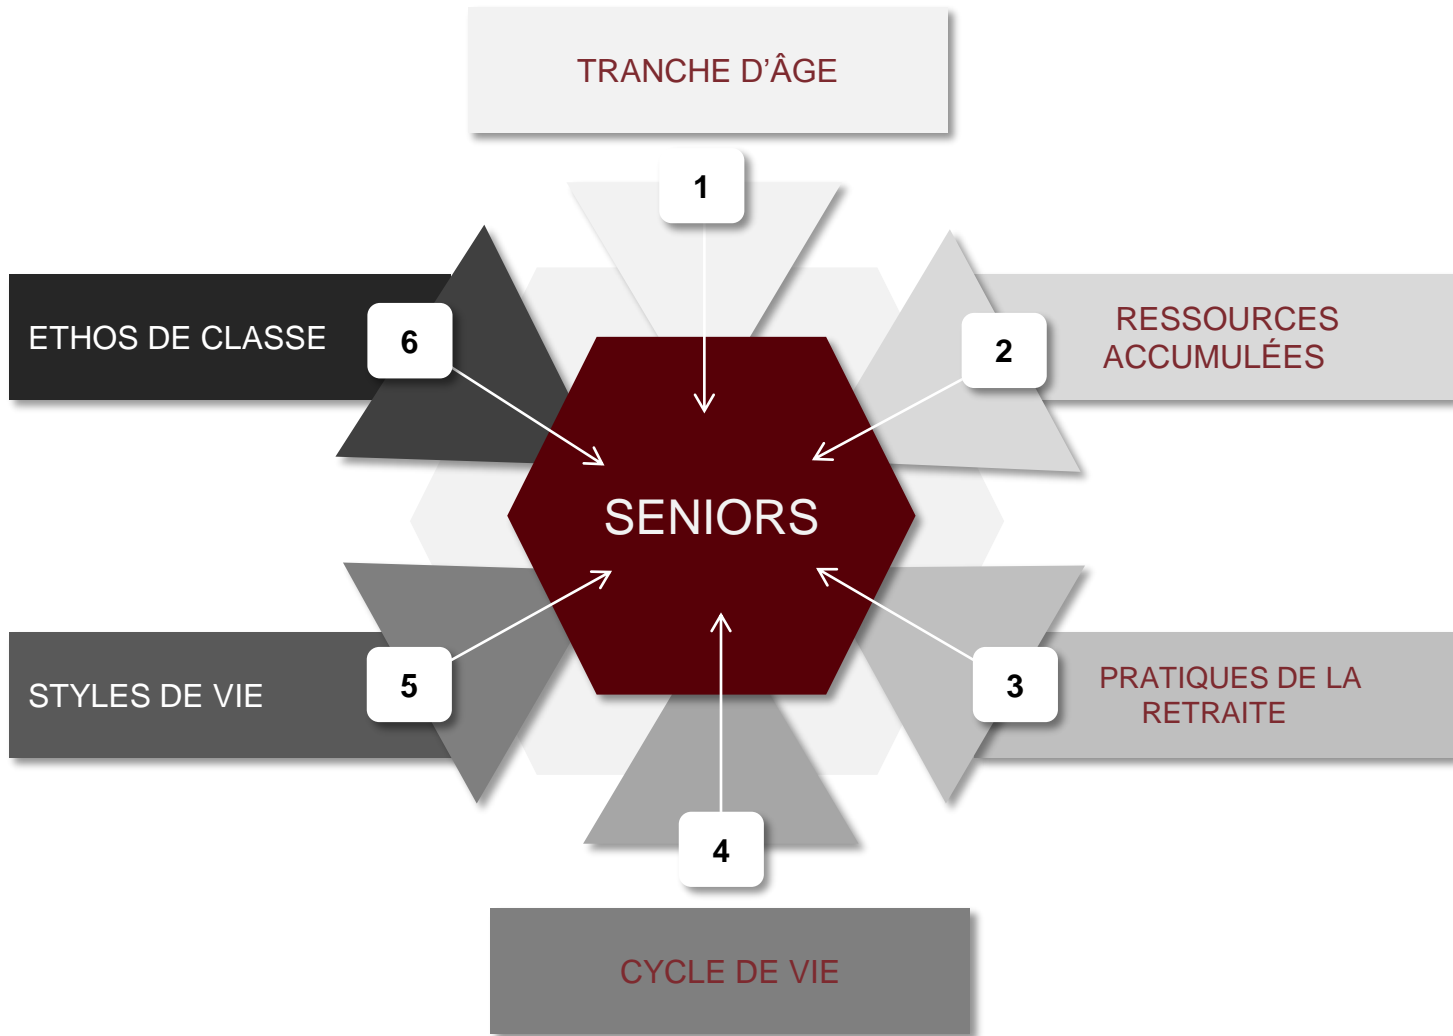 TRANCHE D’ÂGE
1
ETHOS DE CLASSE
6
2
RESSOURCES
ACCUMULÉES
SENIORS
STYLES DE VIE
5
3
PRATIQUES DE LA
RETRAITE
4
CYCLE DE VIE